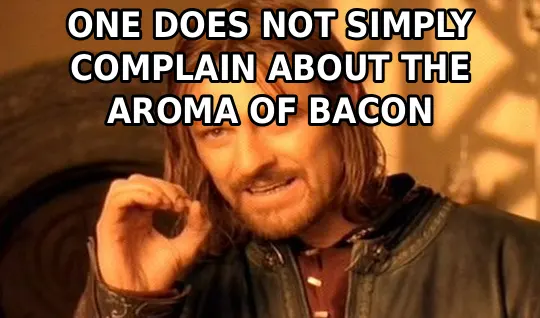 ONE DOES NOT SIMPLY
COMPLAIN ABOUT THE
AROMA OF BACON